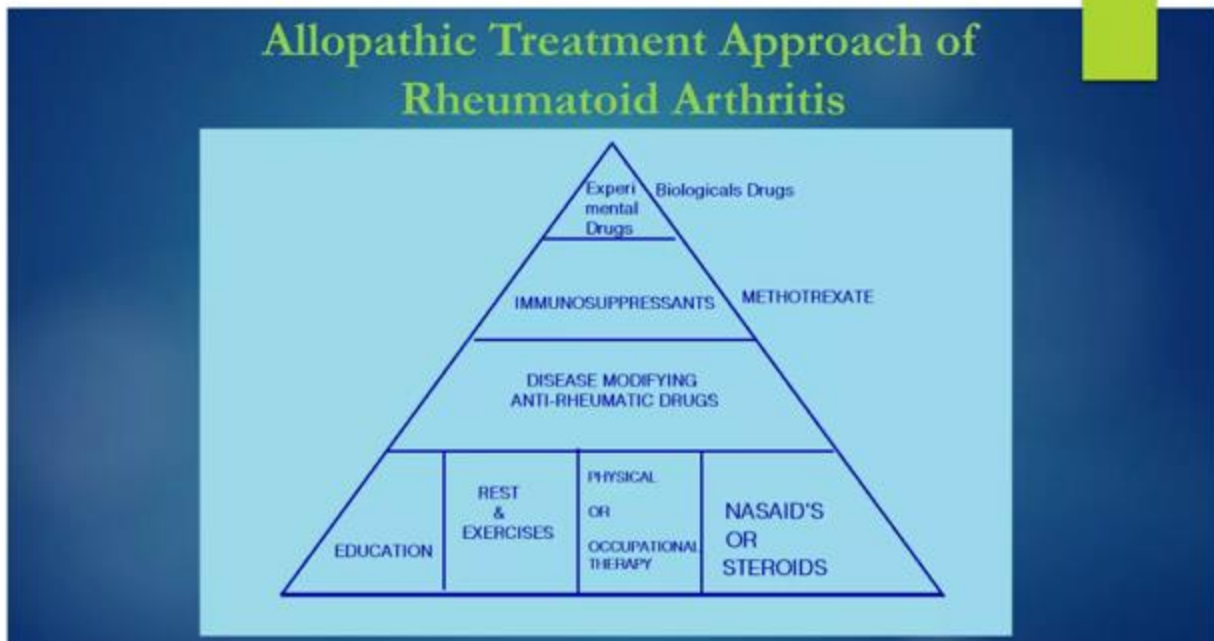 Allopathic Treatment Approach of
Rheumatoid Arthritis
Experi
mental
Drugs
Biologicals Drugs
IMMUNOSUPPRESSANTS
METHOTREXATE
DISEASE MODIFYING
ANTI-RHEUMATIC DRUGS
EDUCATION
REST
&
EXERCISES
PHYSICAL
OR
OCCUPATIONAL
THERAPY
NASAID'S
OR
STEROIDS